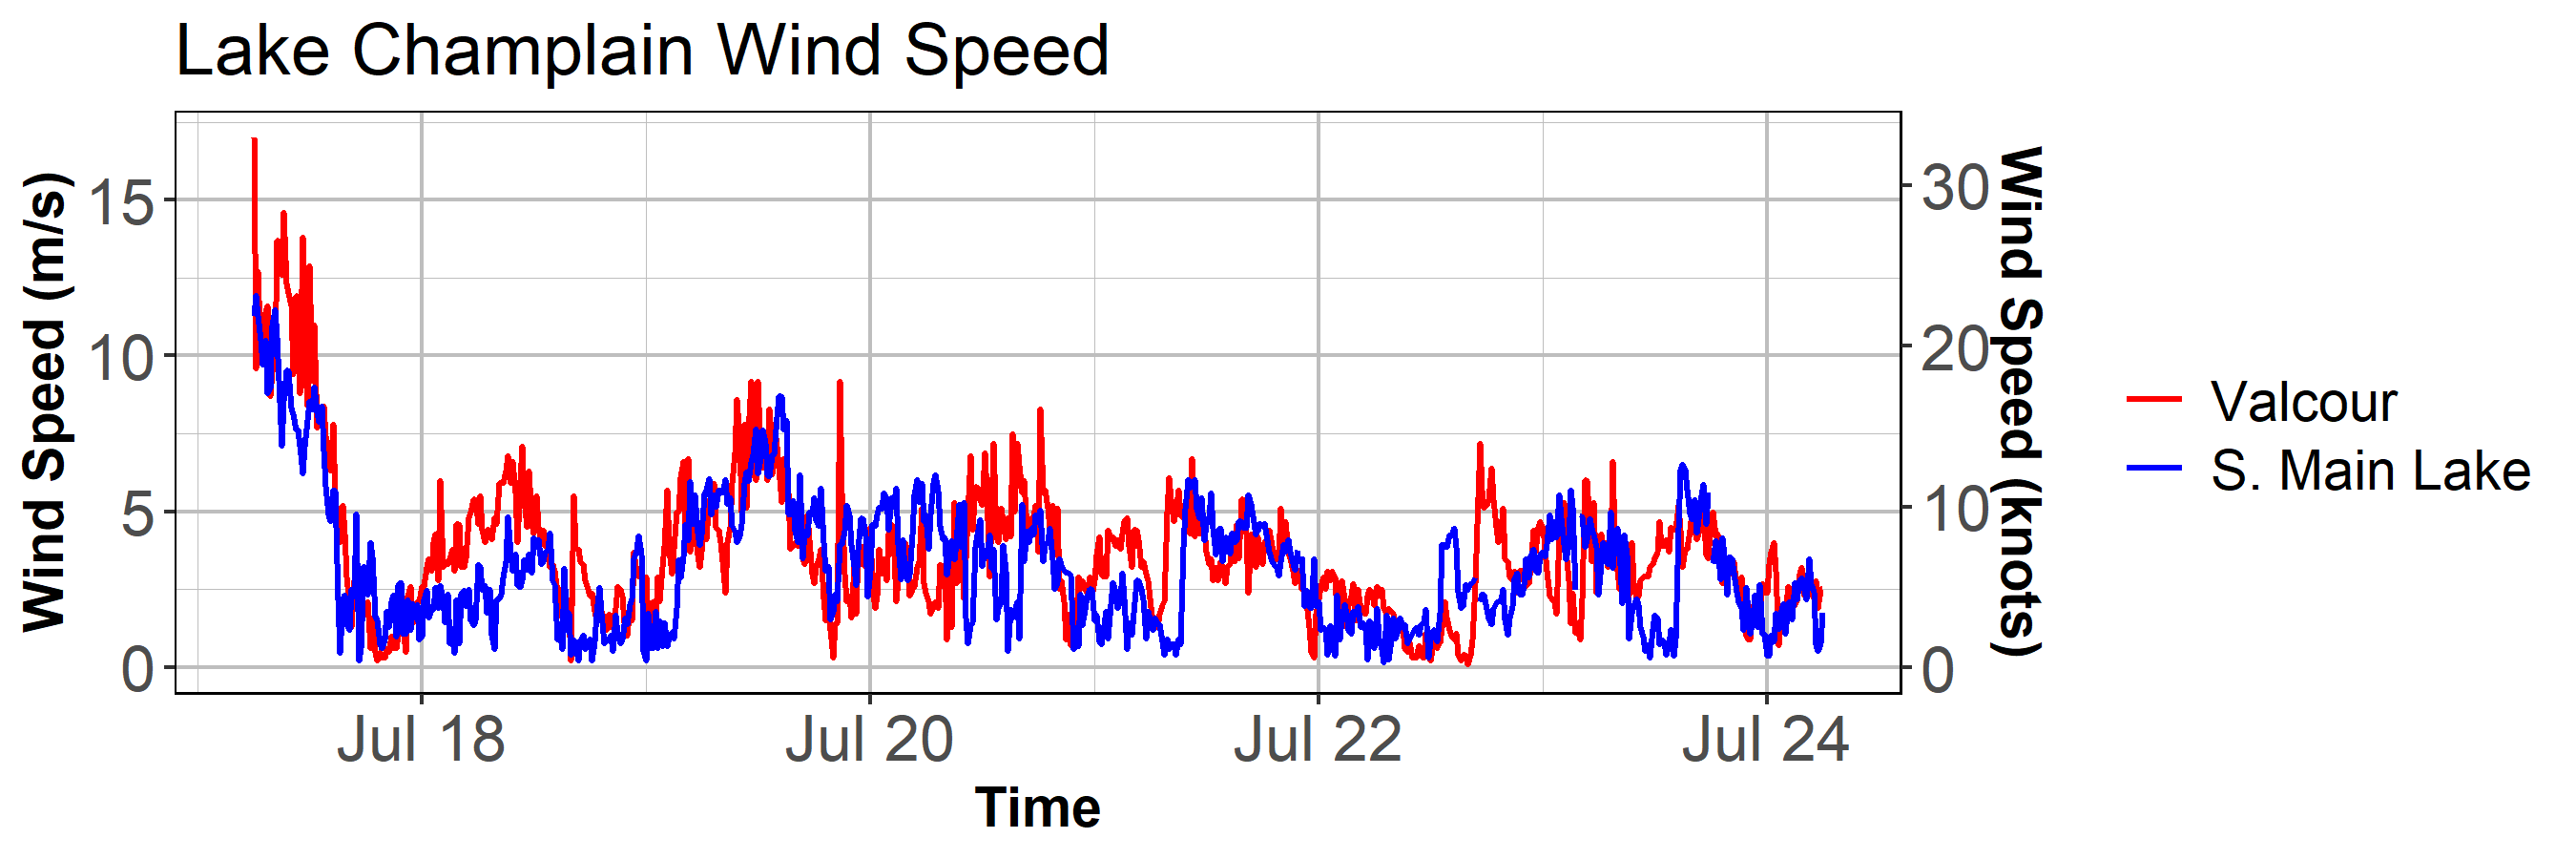 Lake Champlain Wind Speed
Wind Speed (m/s)
15
10
5
0
30
20
10
0
Wind Speed (knots)
Valcour
S. Main Lake
Jul 18
Jul 20
Jul 22
Jul 24
Time